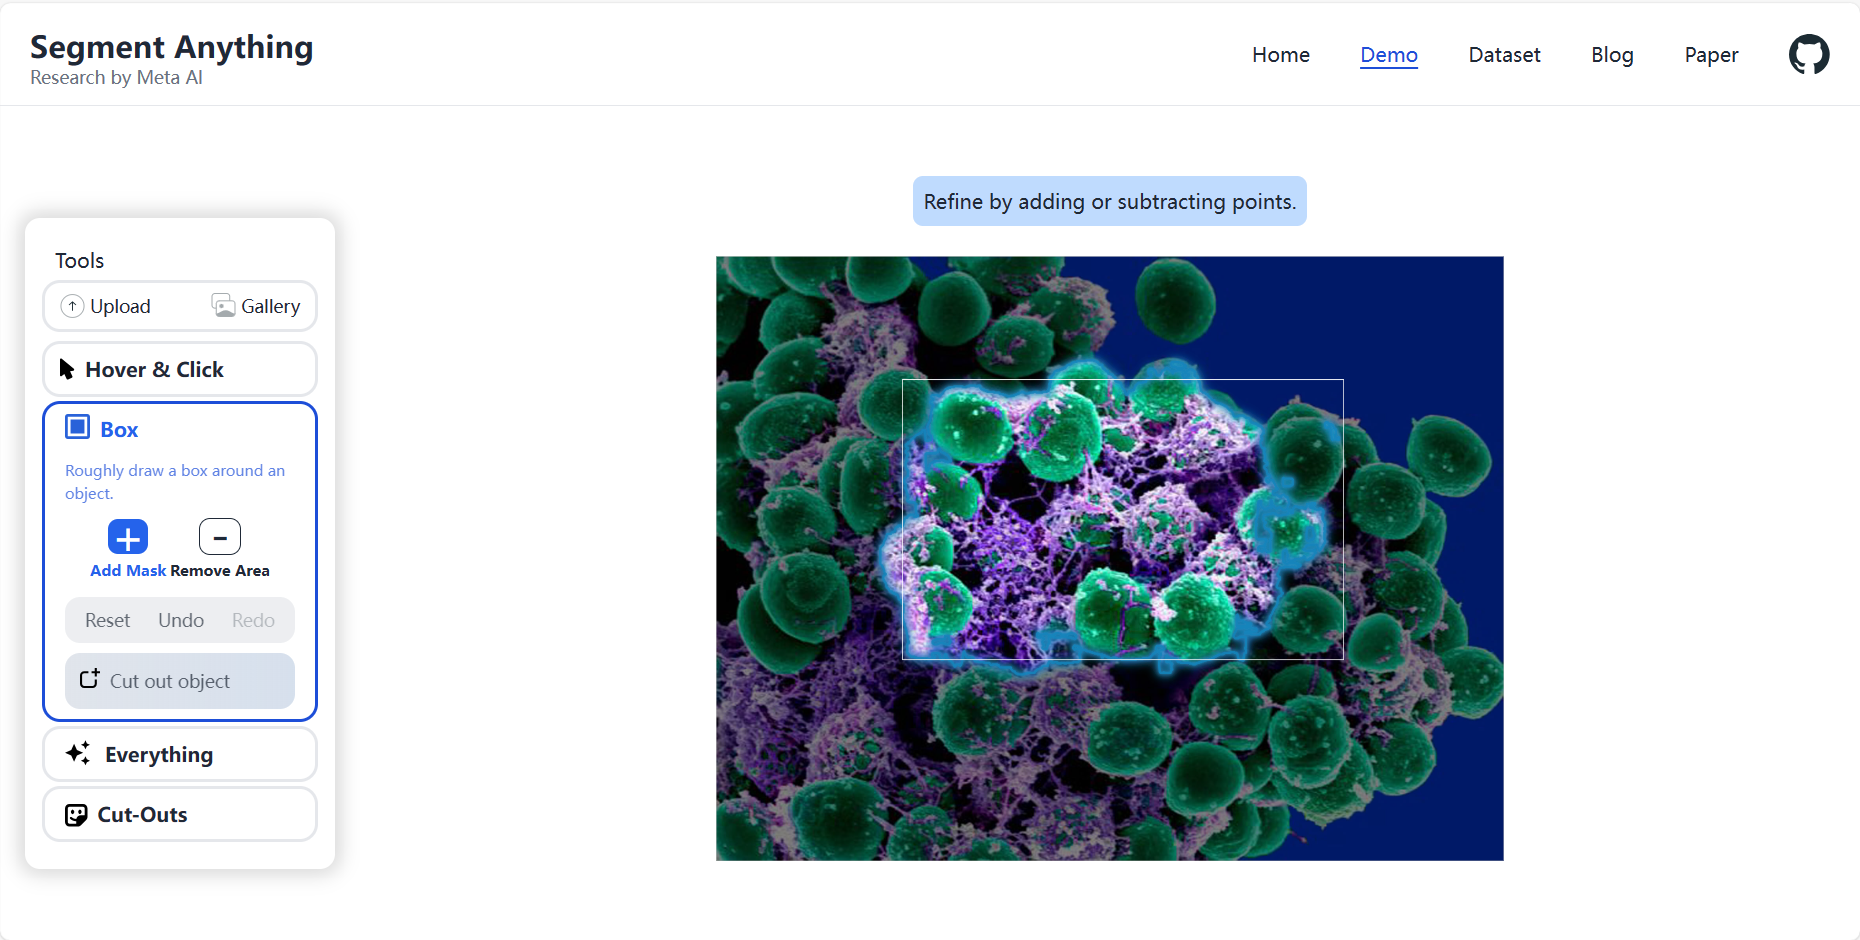 Segment Anything
Research by Meta AI
Home Demo Dataset Blog Paper
Refine by adding or subtracting points.
Tools
Upload Gallery
Hover & Click
Box
Roughly draw a box around an
object.
Add Mask Remove Area
Reset Undo Redo
Cut out object
Everything
Cut-Outs